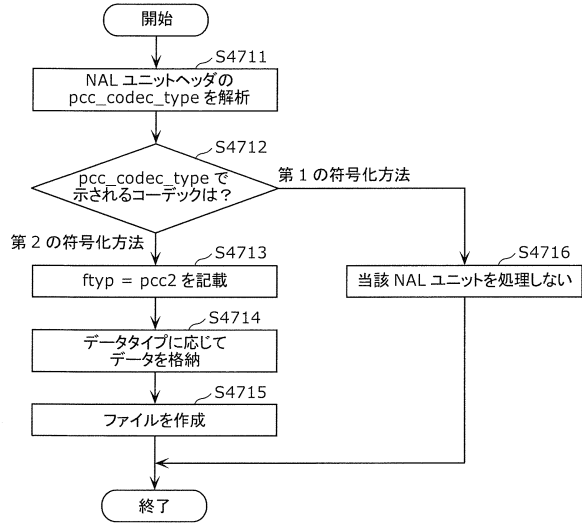 開始
S4711
NAL ユニットヘッダの
pcc_codec_type を解析
S4712
pcc_codec_type で
示されるコーデックは？
第 1 の符号化方法
第 2 の符号化方法
S4713
ftyp = pcc2 を記載
S4716
当該 NAL ユニットを処理しない
S4714
データタイプに応じて
データを格納
S4715
ファイルを作成
終了